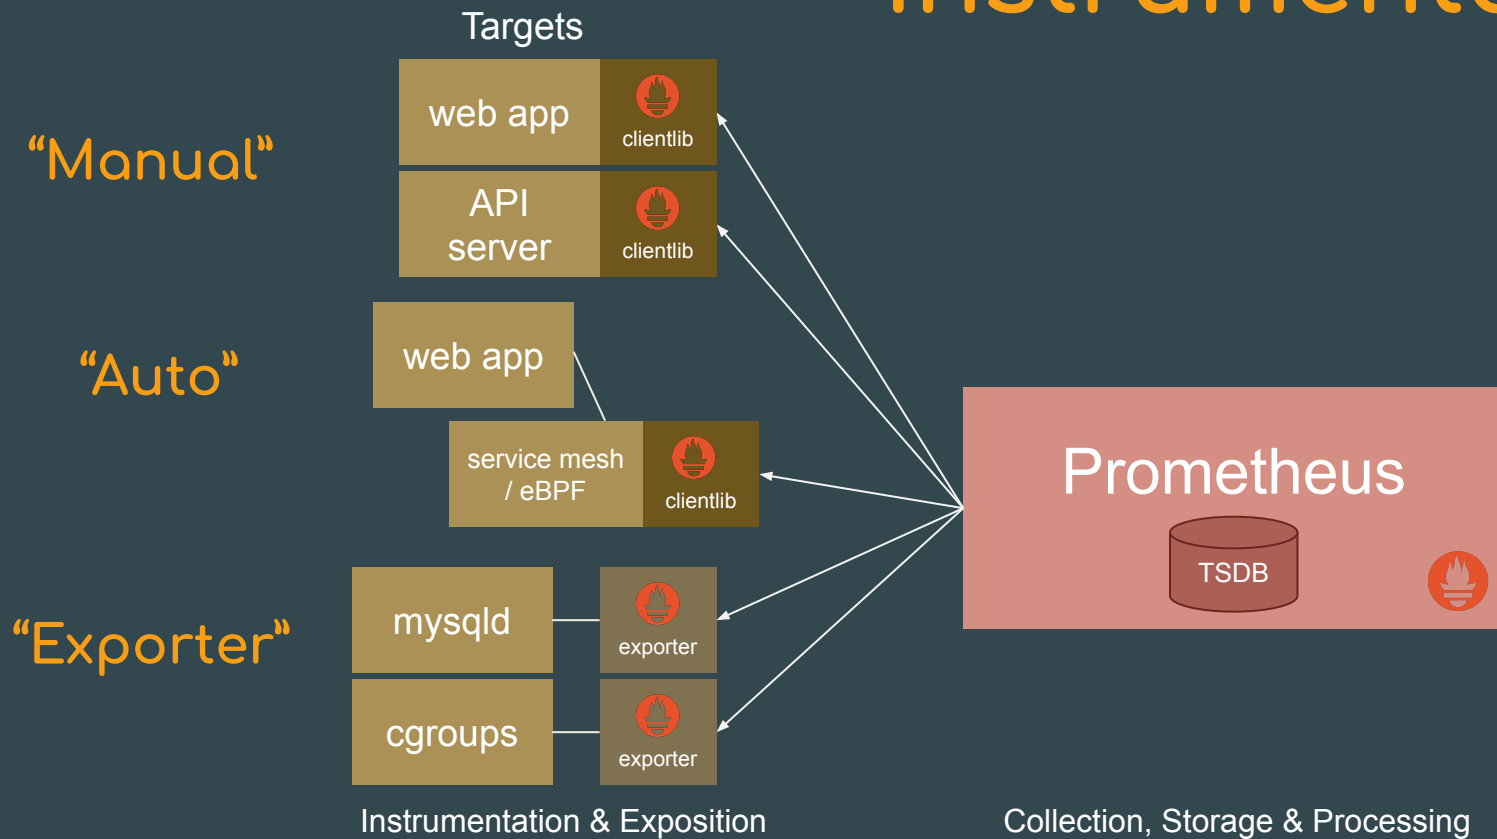 Targets
“Manual”
web app
clientlib
API
server
clientlib
“Auto”
web app
service mesh
/ eBPF
clientlib
Prometheus
TSDB
“Exporter”
mysqld
exporter
cgroups
exporter
Instrumentation & Exposition
Collection, Storage & Processing